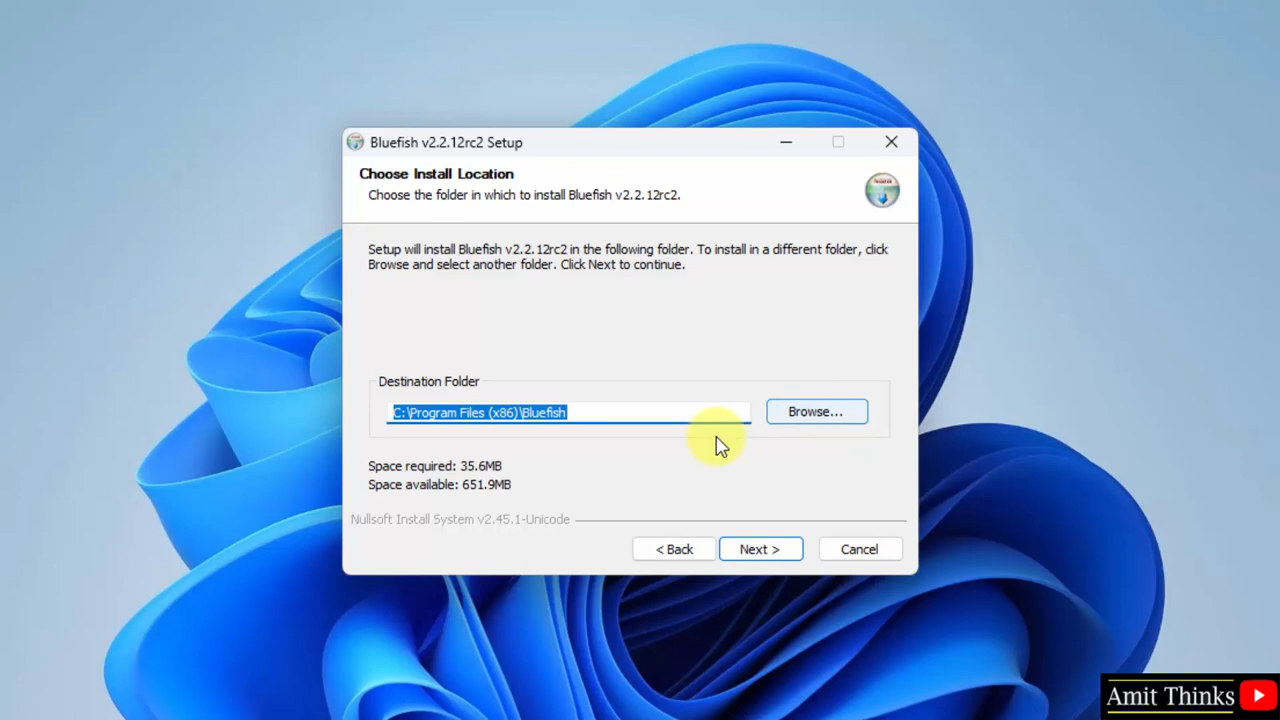 Bluefish v2.2.12rc2 Setup
Choose Install Location
Choose the folder in which to install Bluefish v2.2.12rc2.
Setup will install Bluefish v2.2.12rc2 in the following folder. To install in a different folder, click
Browse and select another folder. Click Next to continue.
Destination Folder
C:\Program Files (x86)\Bluefish
Browse...
Space required: 35.6MB
Space available: 651.9MB
Nullsoft Install System v2.45.1-Unicode
< Back
Next >
Cancel
Amit Thinks